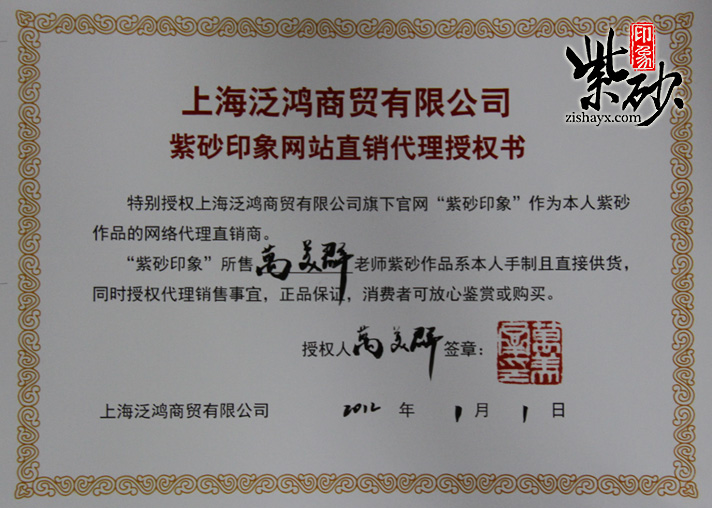 印象
紫砂
zishayx.com
上海泛鸿商贸有限公司
紫砂印象网站直销代理授权书
特别授权上海泛鸿商贸有限公司旗下官网“紫砂印象”作为本人紫砂
作品的网络代理直销商。
“紫砂印象”所售萬美群老师紫砂作品系本人手制且直接供货，
同时授权代理销售事宜，正品保证，消费者可放心鉴赏或购买。
授权人萬美群签章：
上海泛鸿商贸有限公司 2012 年 1 月 1 日